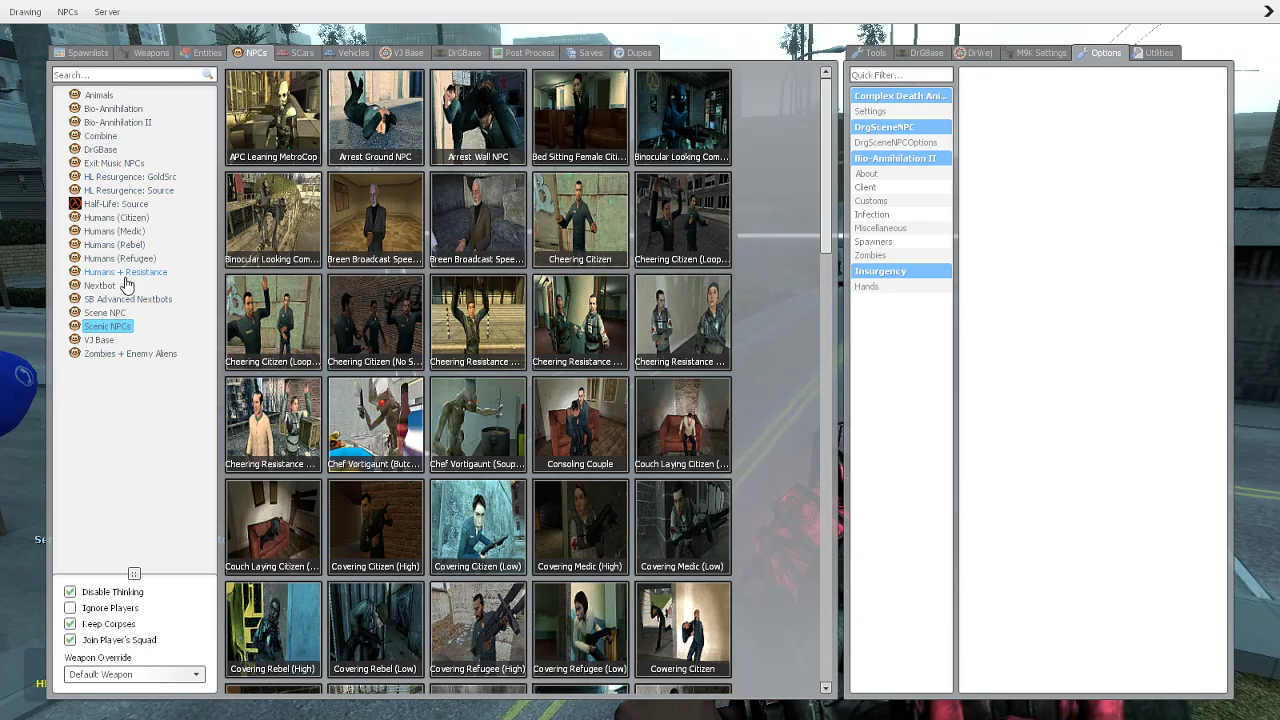 Drawing NPCs Server
Spawnlists Weapons Entities NPCs SCars Vehicles VJ Base DrGBase Post Process Saves Dupes
Tools DrGBase DrVrej M9k Settings Options Utilities
Search...
Animals
Bio-Annihilation
Bio-Annihilation II
Combine
DrGBase
Exit Music NPCs
HL Resurgence: GoldSrc
HL Resurgence: Source
Half-Life: Source
Humans (Citizen)
Humans (Medic)
Humans (Rebel)
Humans (Refugee)
Humans + Resistance
Nextbot
SB Advanced Nextbots
Scene NPC
Scenic NPCs
VJ Base
Zombies + Enemy Aliens
Disable Thinking
Ignore Players
Keep Corpses
Join Player's Squad
Weapon Override
Default Weapon
APC Leaning MetroCop Arrest Ground NPC Arrest Wall NPC Bed Sitting Female Citi... Binocular Looking Com...
Binocular Looking Com... Breen Broadcast Spee... Breen Broadcast Spee... Cheering Citizen Cheering Citizen (Loop...
Cheering Citizen (Loop... Cheering Citizen (No S... Cheering Resistance ... Cheering Resistance ... Cheering Resistance ...
Cheering Resistance ... Chef Vortigaunt (Butc... Chef Vortigaunt (Soup... Consoling Couple Couch Laying Citizen (...
Couch Laying Citizen (... Covering Citizen (High) Covering Citizen (Low) Covering Medic (High) Covering Medic (Low)
Covering Rebel (High) Covering Rebel (Low) Covering Refugee (High) Covering Refugee (Low) Cowering Citizen
Quick Filter...
Complex Death Ani...
Settings
DrgSceneNPC
DrgSceneNPCOptions
Bio-Annihilation II
About
Client
Customs
Infection
Miscellaneous
Spawners
Zombies
Insurgency
Hands